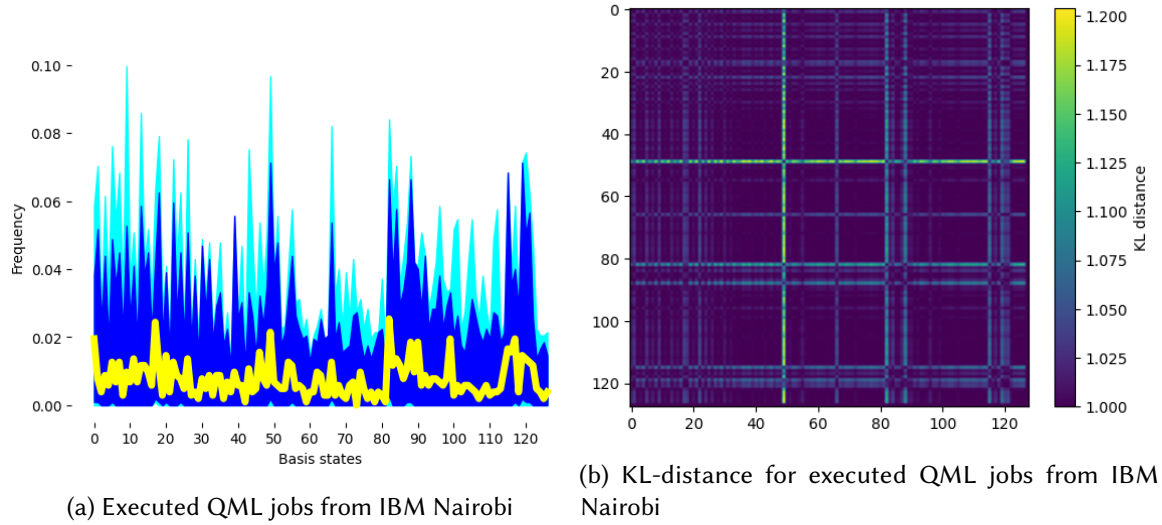 0.10
0.08
0.06
0.04
0.02
0.00
Frequency
0 10 20 30 40 50 60 70 80 90 100 110 120
Basis states
(a) Executed QML jobs from IBM Nairobi
0
20
40
60
80
100
120
0 20 40 60 80 100 120
1.200
1.175
1.150
1.125
1.100
1.075
1.050
1.025
1.000
KL distance
(b) KL-distance for executed QML jobs from IBM
Nairobi